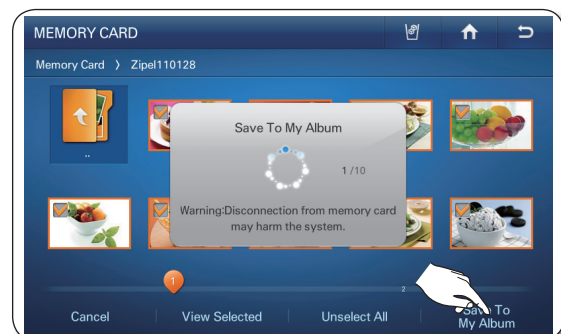 MEMORY CARD
Memory Card 〉 Zipel110128
..
Save To My Album
1 /10
Warning:Disconnection from memory card
may harm the system.
1
2
Cancel
View Selected
Unselect All
Save To
My Album